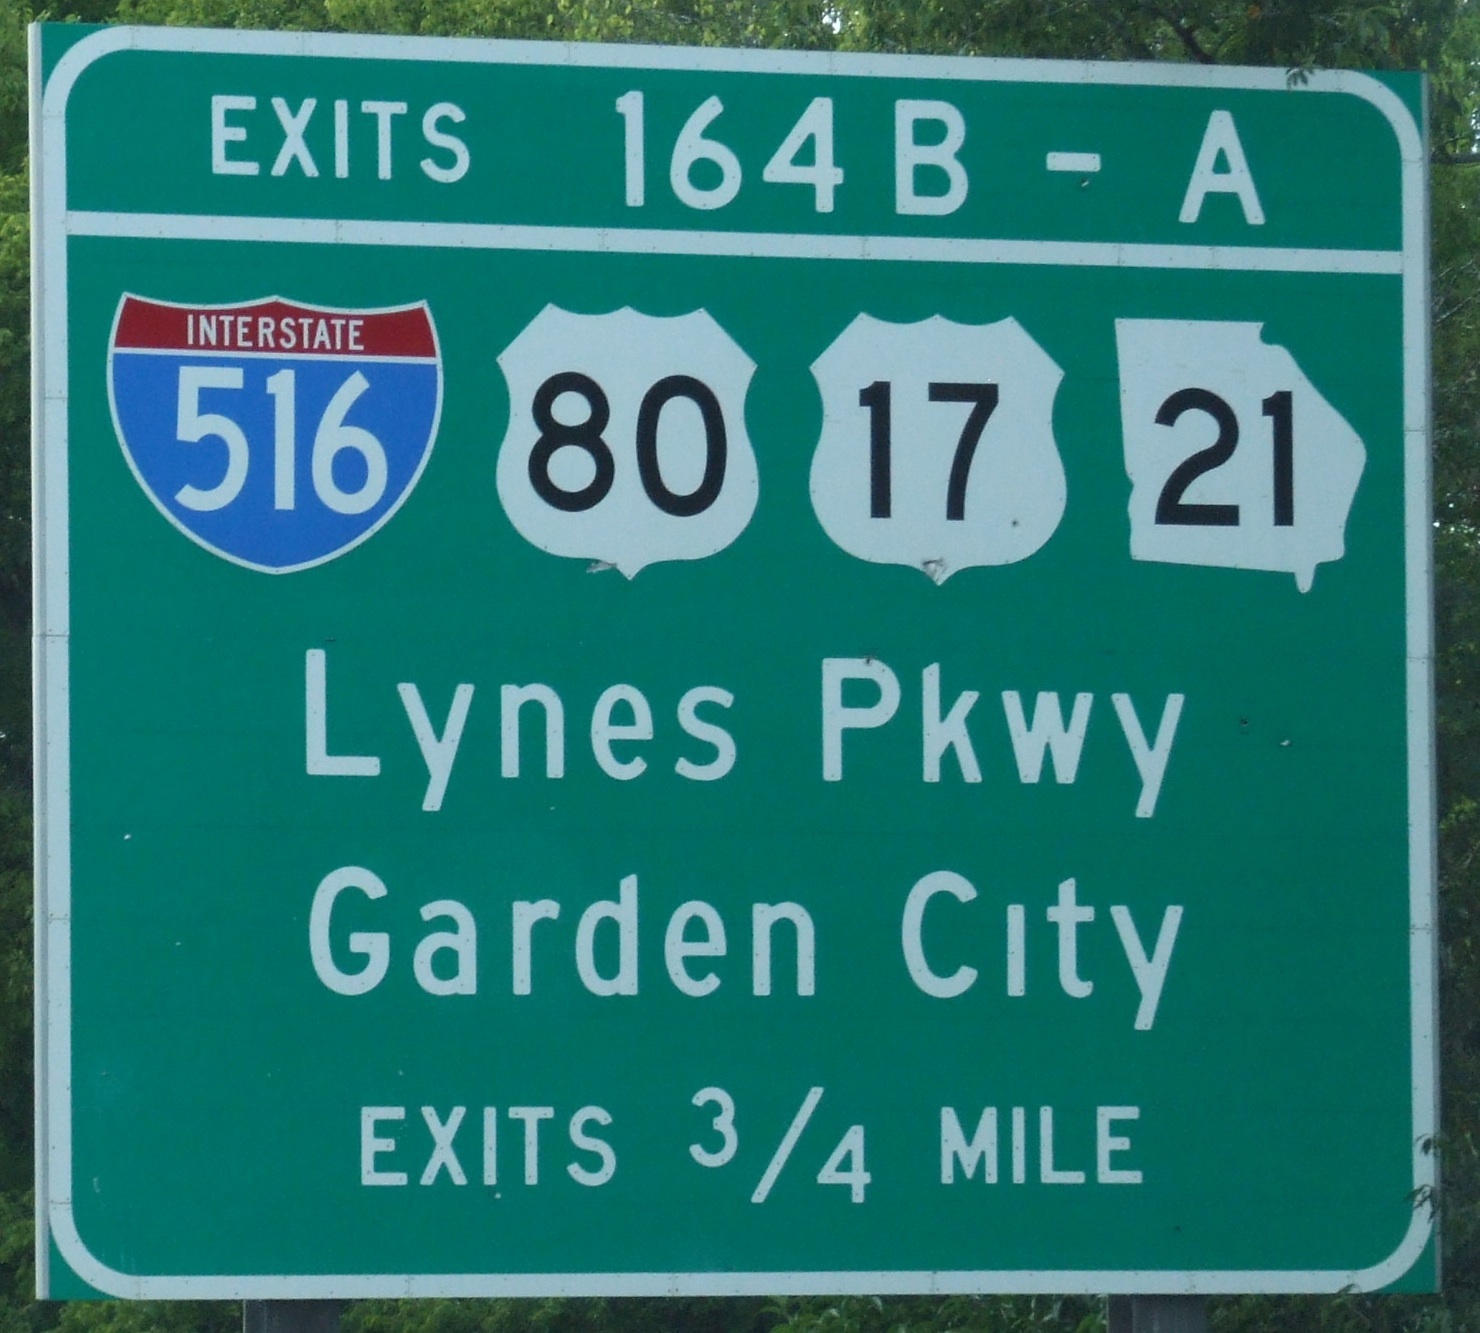 EXITS 164 B - A
INTERSTATE
516 80 17 21
Lynes Pkwy
Garden City
EXITS 3/4 MILE